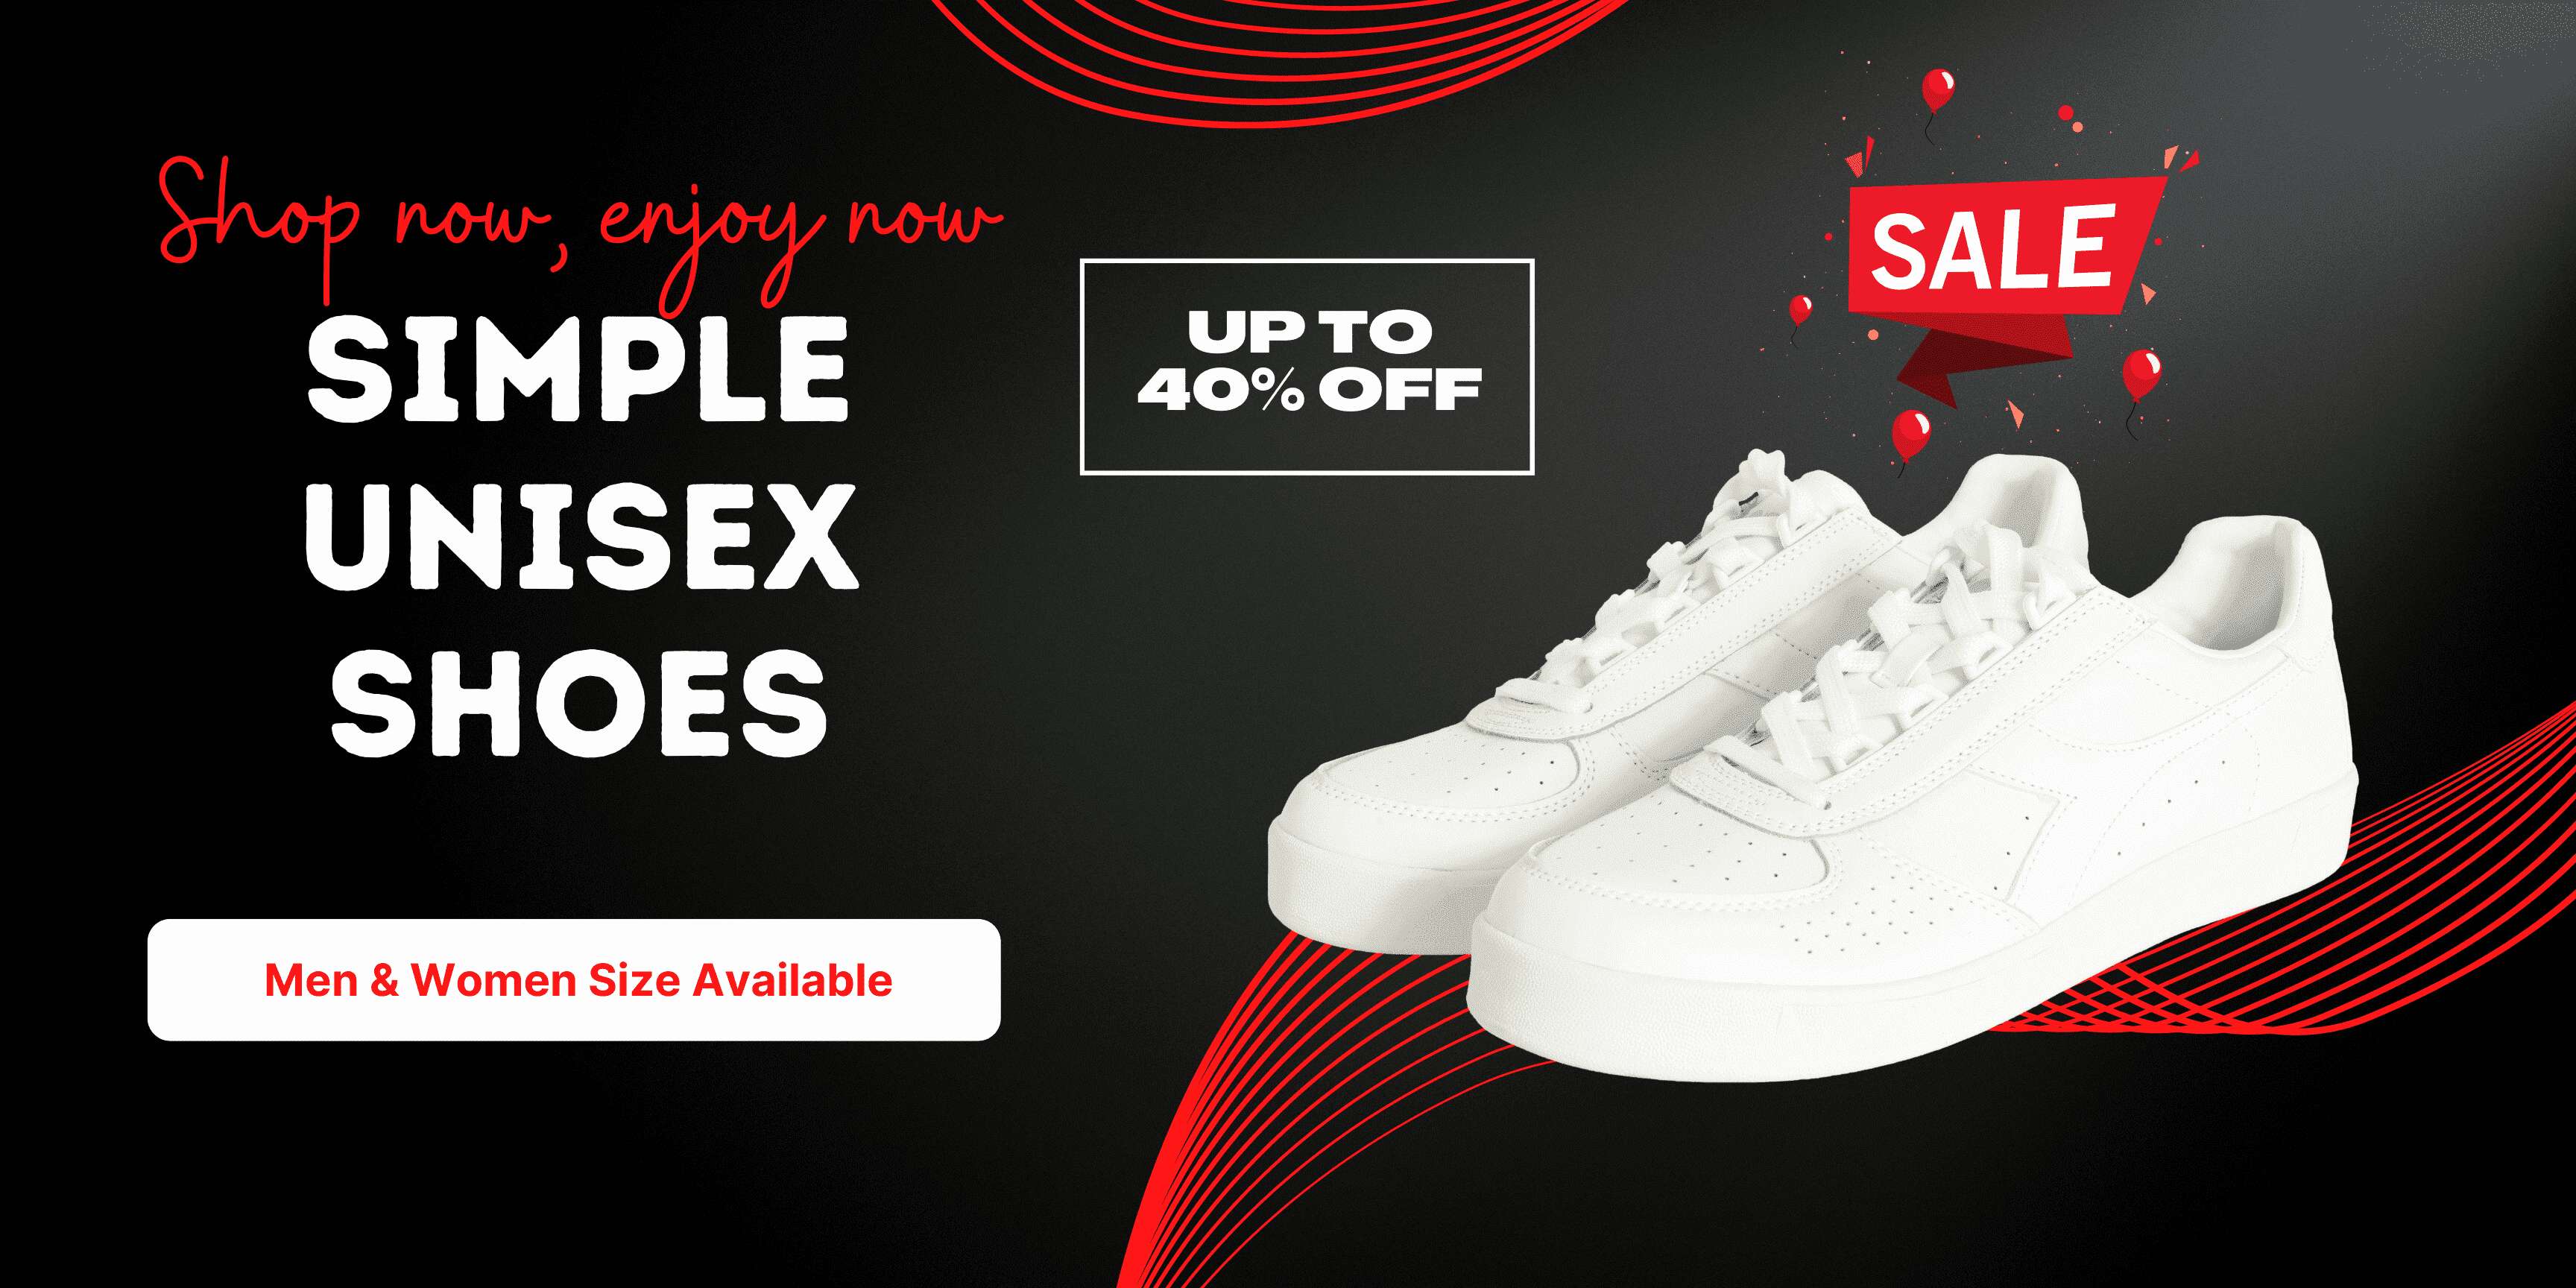 Shop now, enjoy now
SIMPLE
UNISEX
SHOES
Men & Women Size Available
UP TO
40% OFF
SALE